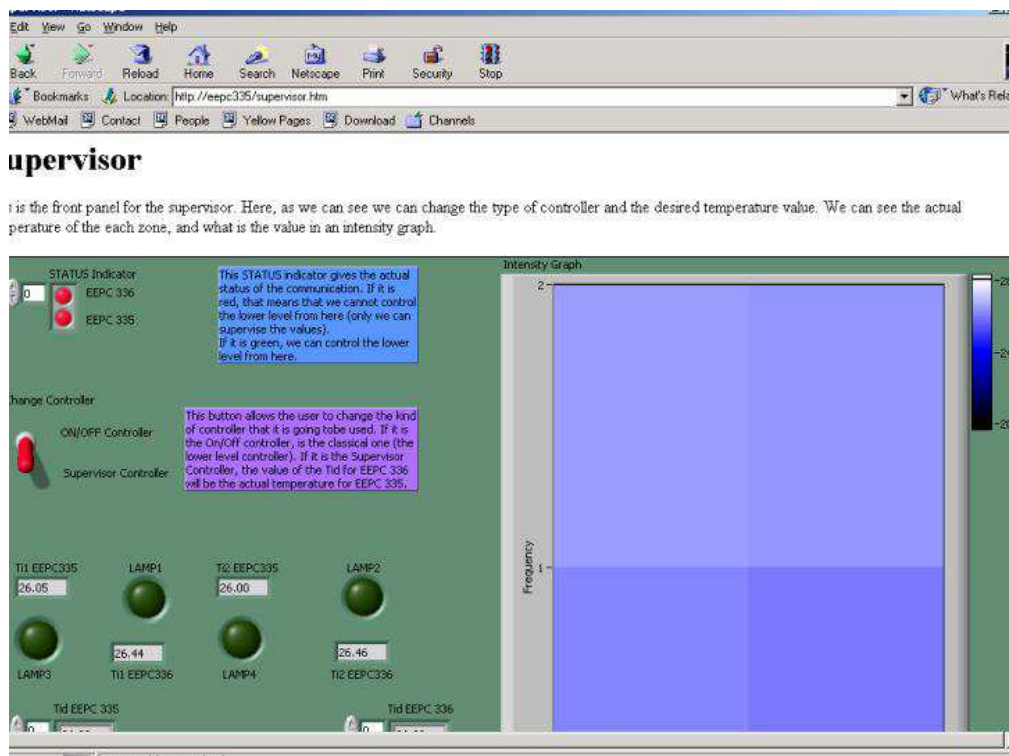 Edit View Go Window Help
Back Forward Reload Home Search Netscape Print Security Stop
Bookmarks Location: http://eepc335/supervisor.htm What's Rela
WebMail Contact People Yellow Pages Download Channels
upervisor
s is the front panel for the supervisor. Here, as we can see we can change the type of controller and the desired temperature value. We can see the actual
perature of the each zone, and what is the value in an intensity graph.
STATUS Indicator
0
EEPC 336
EEPC 335
This STATUS indicator gives the actual
status of the communication. If it is
red, that means that we cannot control
the lower level from here (only we can
supervise the values).
If it is green, we can control the lower
level from here.
Change Controller
ON/OFF Controller
Supervisor Controller
This button allows the user to change the kind
of controller that it is going tobe used. If it is
the On/Off controller, is the classical one (the
lower level controller). If it is the Supervisor
Controller, the value of the Tid for EEPC 336
will be the actual temperature for EEPC 335.
Ti1 EEPC335 LAMP1 Ti2 EEPC335 LAMP2
26.05 26.00
26.44 26.46
LAMP3 Ti1 EEPC336 LAMP4 Ti2 EEPC336
Tid EEPC 335 Tid EEPC 336
Intensity Graph
2-
Frequency
1-